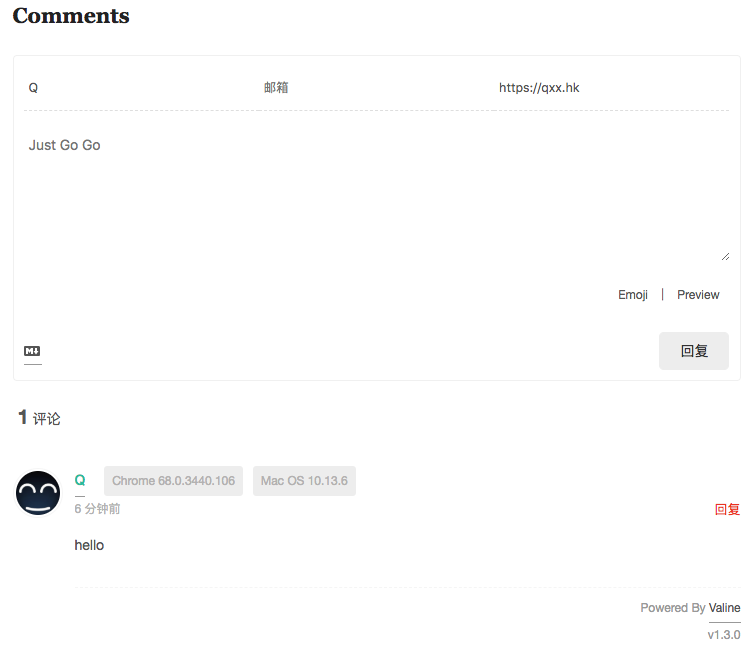 Comments
Q 邮箱 https://qxx.hk
Just Go Go
Emoji | Preview
M↓
回复
1 评论
Q Chrome 68.0.3440.106 Mac OS 10.13.6
6 分钟前 回复
hello
Powered By Valine
v1.3.0